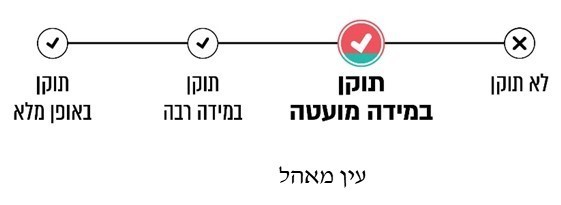 לא תוקן
תוקן
במידה מועטה
תוקן
במידה רבה
תוקן
באופן מלא
עין מאהל